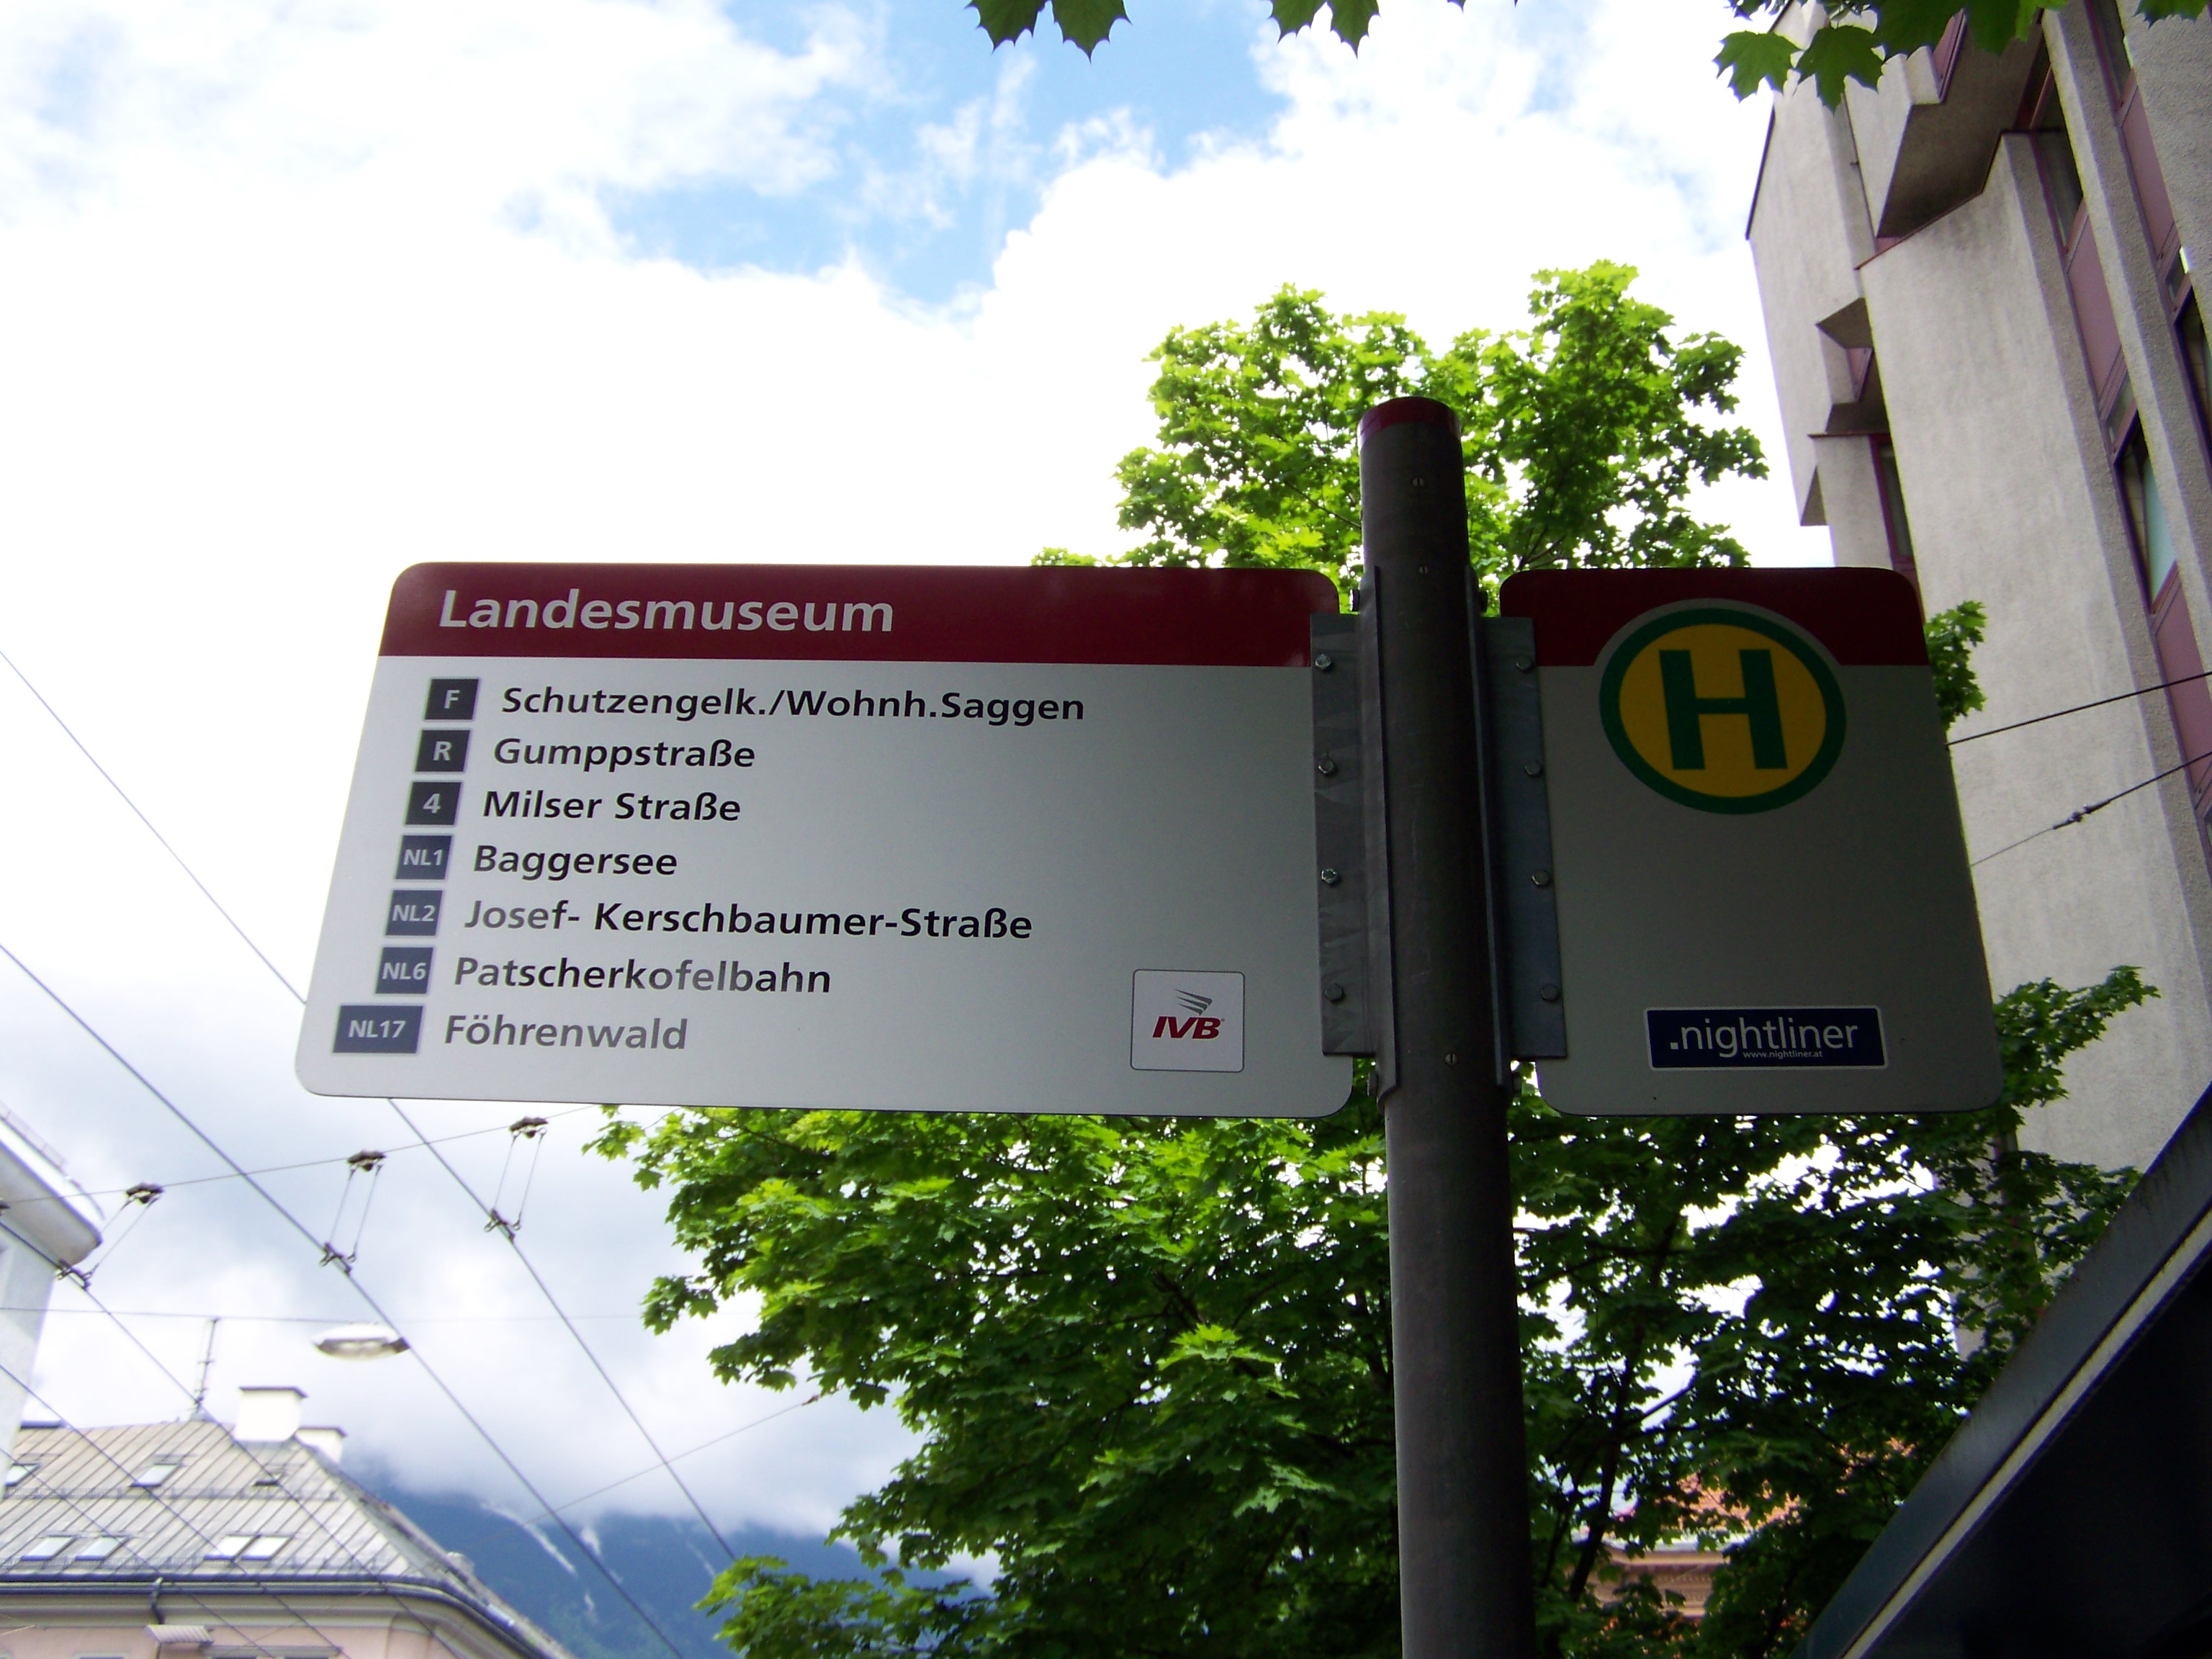 Landesmuseum
F Schutzengelk./Wohnh.Saggen
R Gumppstraße
4 Milser Straße
NL1 Baggersee
NL2 Josef- Kerschbaumer-Straße
NL6 Patscherkofelbahn
NL17 Föhrenwald
IVB
H
.nightliner
www.nightliner.at